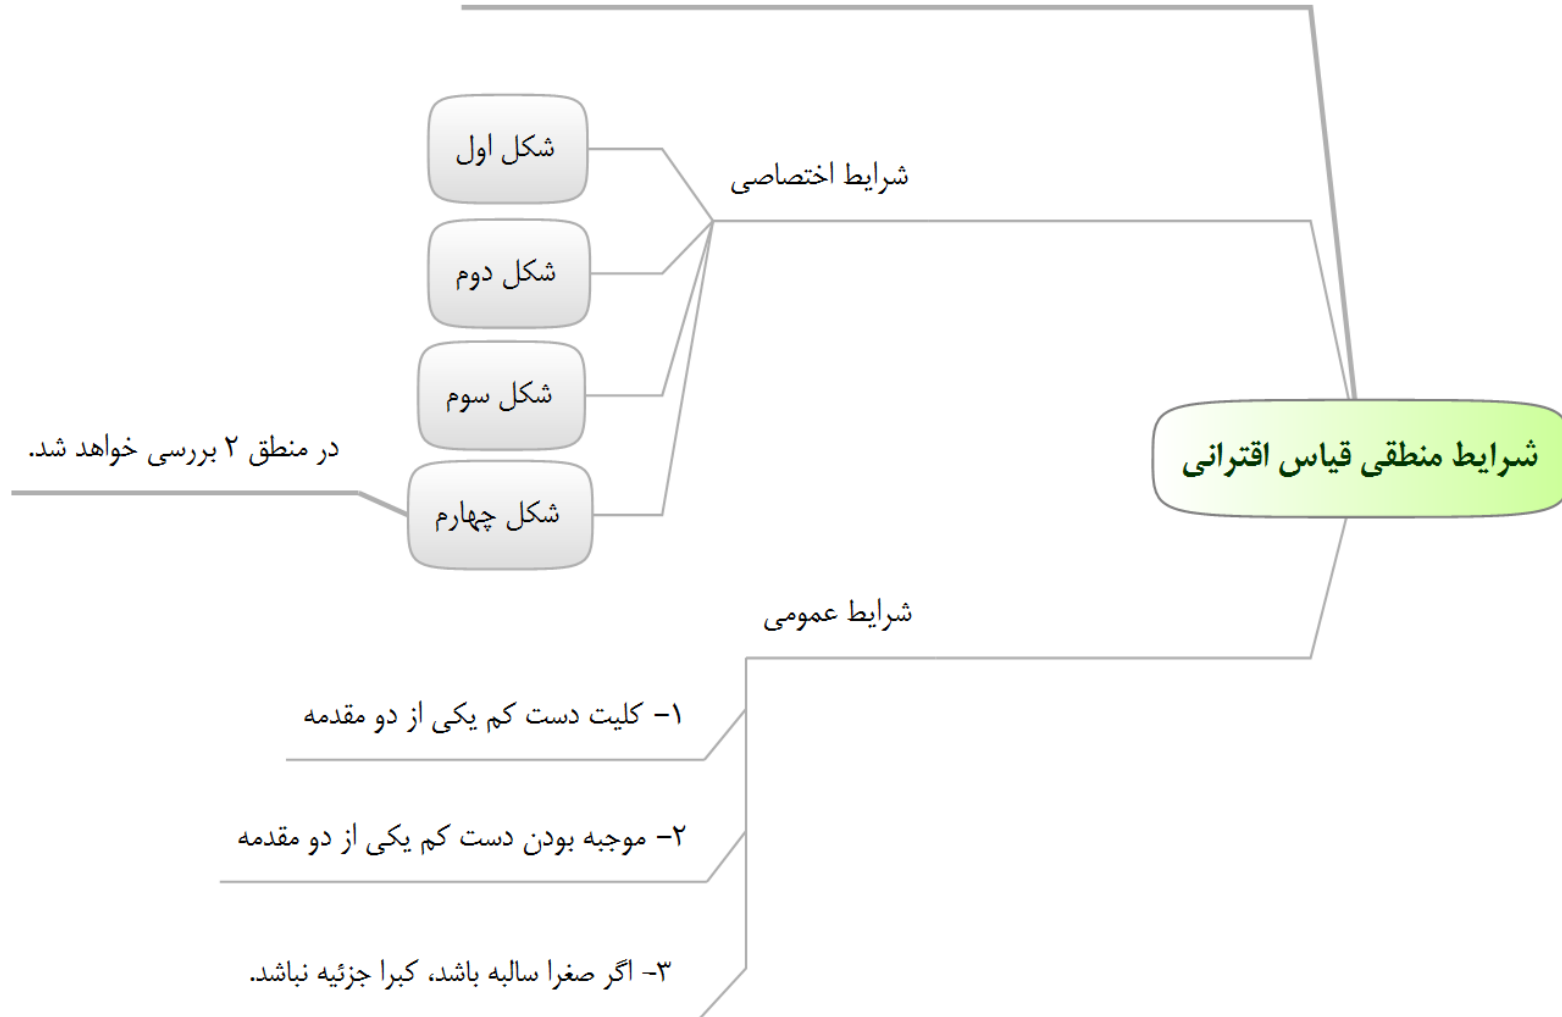 شرایط منطقی قیاس اقترانی
شرایط اختصاصی
شکل اول
شکل دوم
شکل سوم
شکل چهارم
در منطق ۲ بررسی خواهد شد.
شرایط عمومی
۱- کلیت دست کم یکی از دو مقدمه
۲- موجبه بودن دست کم یکی از دو مقدمه
۳- اگر صغرا سالبه باشد، کبرا جزئیه نباشد.